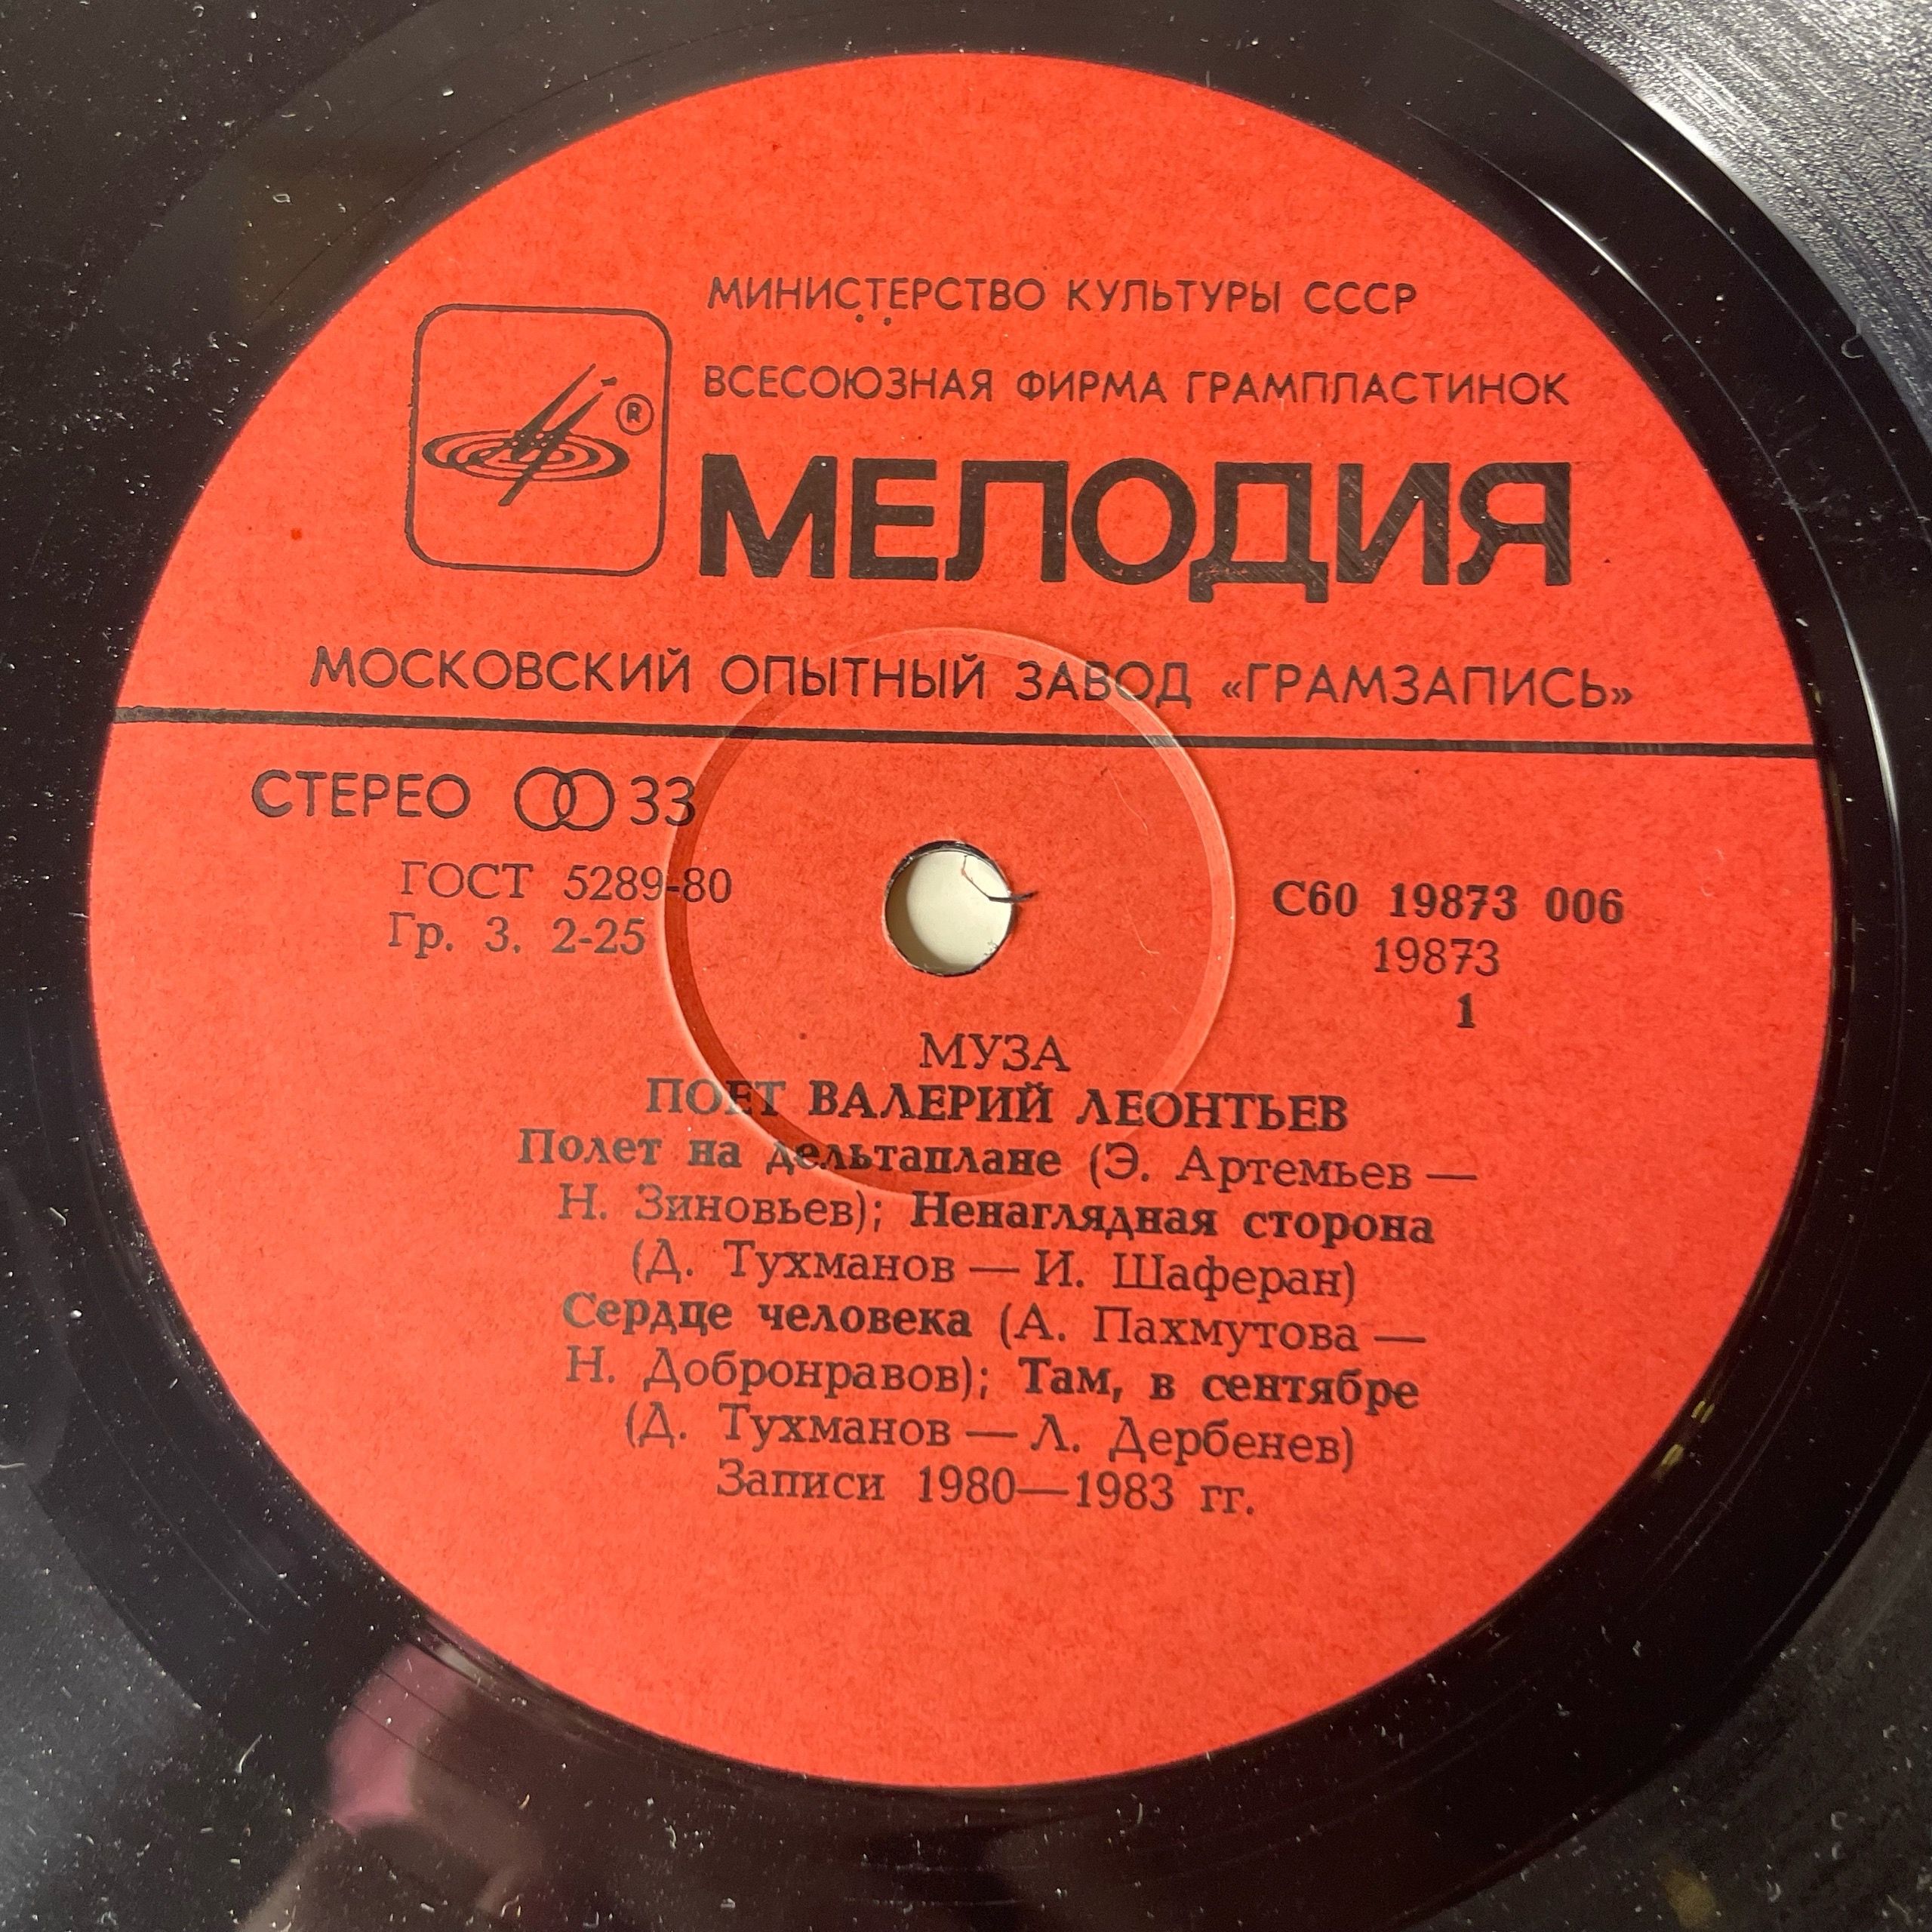 МИНИСТЕРСТВО КУЛЬТУРЫ СССР
ВСЕСОЮЗНАЯ ФИРМА ГРАМПЛАСТИНОК
®
МЕЛОДИЯ
МОСКОВСКИЙ ОПЫТНЫЙ ЗАВОД «ГРАМЗАПИСЬ»
СТЕРЕО 33
ГОСТ 5289-80
Гр. 3. 2-25
С60 19873 006
19873
1
МУЗА
ПОЕТ ВАЛЕРИЙ ЛЕОНТЬЕВ
Полет на дельтаплане (Э. Артемьев —
Н. Зиновьев); Ненаглядная сторона
(Д. Тухманов — И. Шаферан)
Сердце человека (А. Пахмутова —
Н. Добронравов); Там, в сентябре
(Д. Тухманов — Л. Дербенев)
Записи 1980—1983 гг.